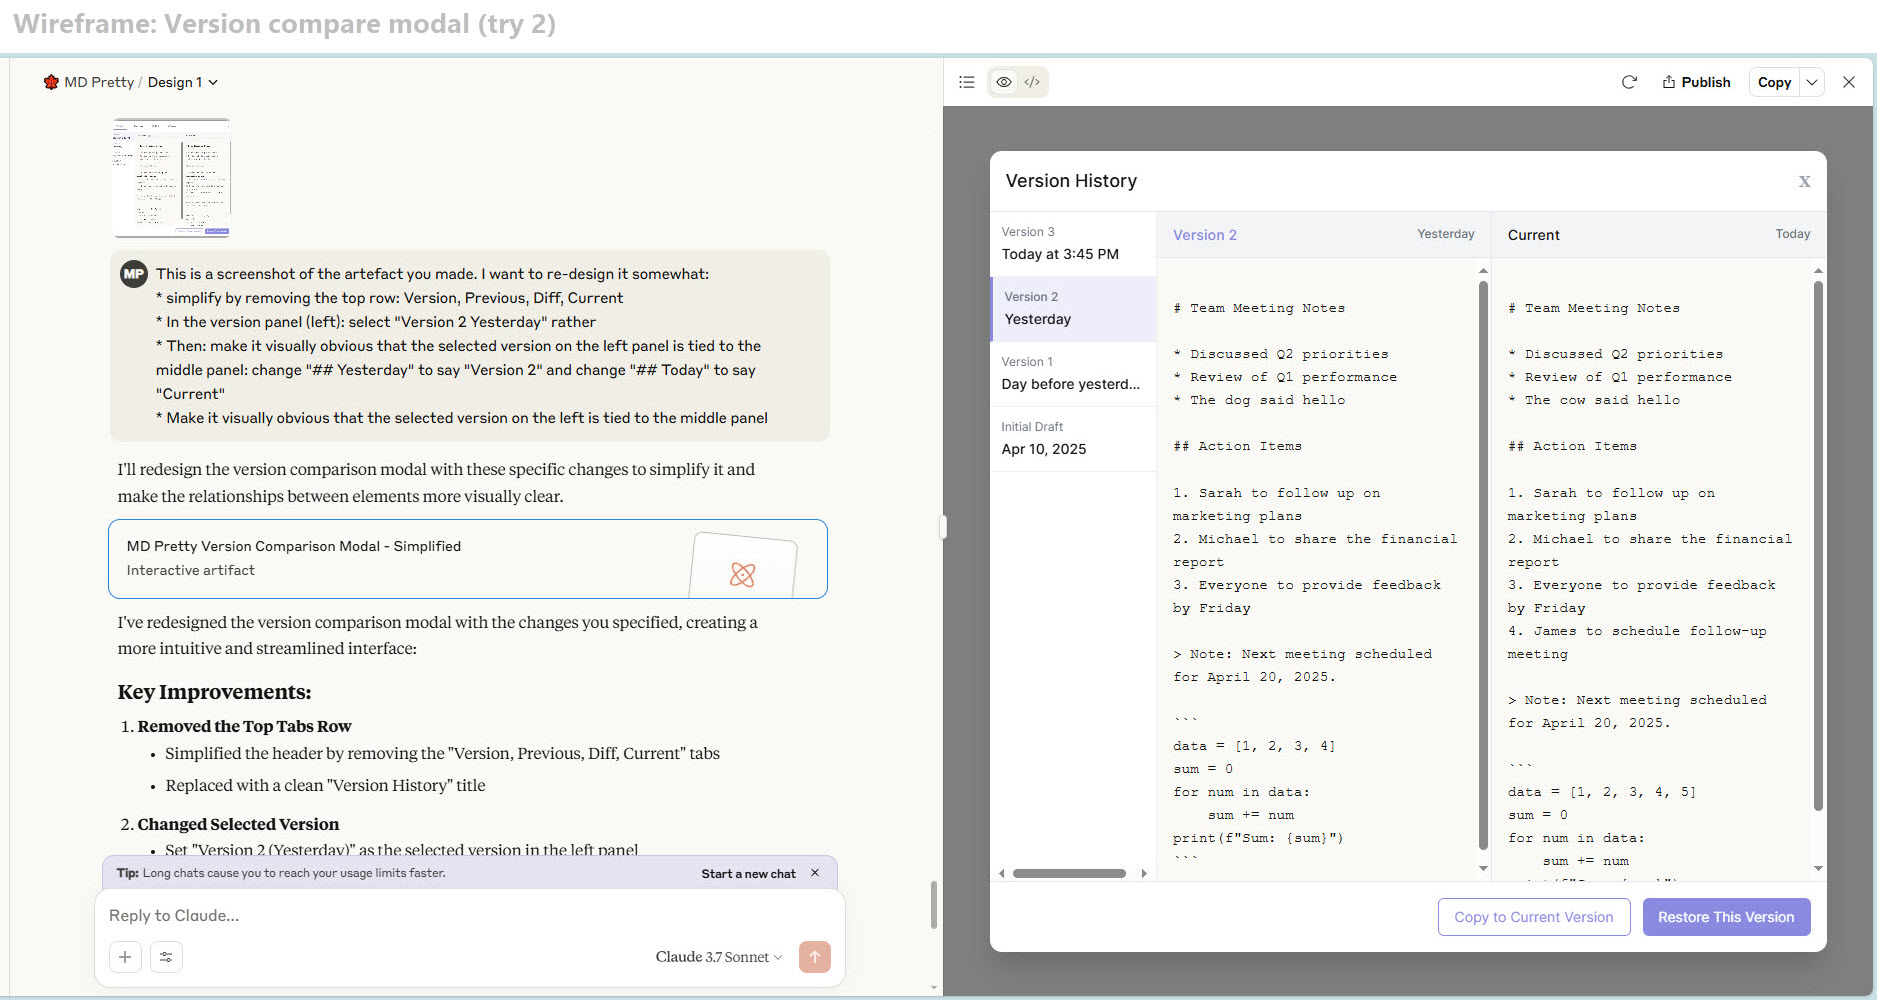 Wireframe: Version compare modal (try 2)
MD Pretty / Design 1
MP
This is a screenshot of the artefact you made. I want to re-design it somewhat:
* simplify by removing the top row: Version, Previous, Diff, Current
* In the version panel (left): select "Version 2 Yesterday" rather
* Then: make it visually obvious that the selected version on the left panel is tied to the
middle panel: change "## Yesterday" to say "Version 2" and change "## Today" to say
"Current"
* Make it visually obvious that the selected version on the left is tied to the middle panel
I'll redesign the version comparison modal with these specific changes to simplify it and
make the relationships between elements more visually clear.
MD Pretty Version Comparison Modal - Simplified
Interactive artifact
I've redesigned the version comparison modal with the changes you specified, creating a
more intuitive and streamlined interface:
Key Improvements:
1. Removed the Top Tabs Row
• Simplified the header by removing the "Version, Previous, Diff, Current" tabs
• Replaced with a clean "Version History" title
2. Changed Selected Version
• Set "Version 2 (Yesterday)" as the selected version in the left panel
Tip: Long chats cause you to reach your usage limits faster.
Start a new chat
Reply to Claude...
Claude 3.7 Sonnet
</>
Publish
Copy
Version History
X
Version 3
Today at 3:45 PM
Version 2
Yesterday
Version 1
Day before yesterd...
Initial Draft
Apr 10, 2025
Version 2
Yesterday
# Team Meeting Notes
* Discussed Q2 priorities
* Review of Q1 performance
* The dog said hello
## Action Items
1. Sarah to follow up on
marketing plans
2. Michael to share the financial
report
3. Everyone to provide feedback
by Friday
> Note: Next meeting scheduled
for April 20, 2025.
```
data = [1, 2, 3, 4]
sum = 0
for num in data:
    sum += num
print(f"Sum: {sum}")
```
Current
Today
# Team Meeting Notes
* Discussed Q2 priorities
* Review of Q1 performance
* The cow said hello
## Action Items
1. Sarah to follow up on
marketing plans
2. Michael to share the financial
report
3. Everyone to provide feedback
by Friday
4. James to schedule follow-up
meeting
> Note: Next meeting scheduled
for April 20, 2025.
```
data = [1, 2, 3, 4, 5]
sum = 0
for num in data:
    sum += num
Copy to Current Version
Restore This Version